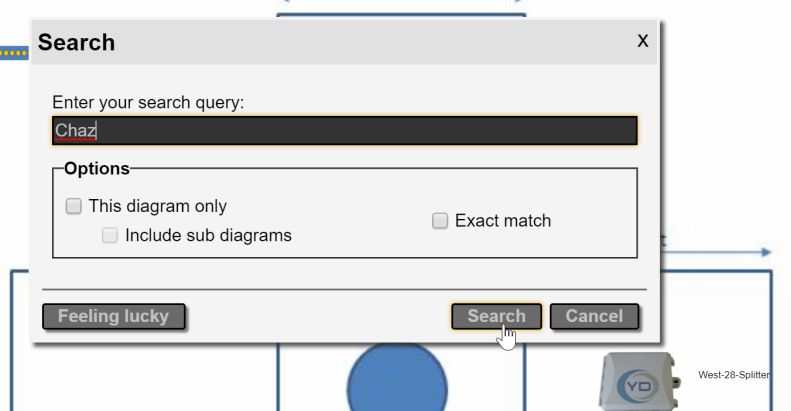 Search
X
Enter your search query:
Chaz
Options
This diagram only
Include sub diagrams
Exact match
Feeling lucky
Search
Cancel
YD
West-28-Splitter